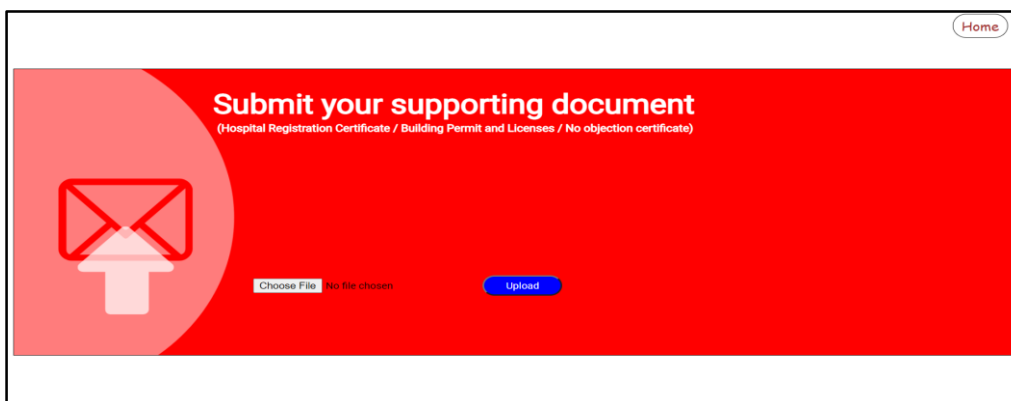 Home
Submit your supporting document
(Hospital Registration Certificate / Building Permit and Licenses / No objection certificate)
Choose File No file chosen
Upload